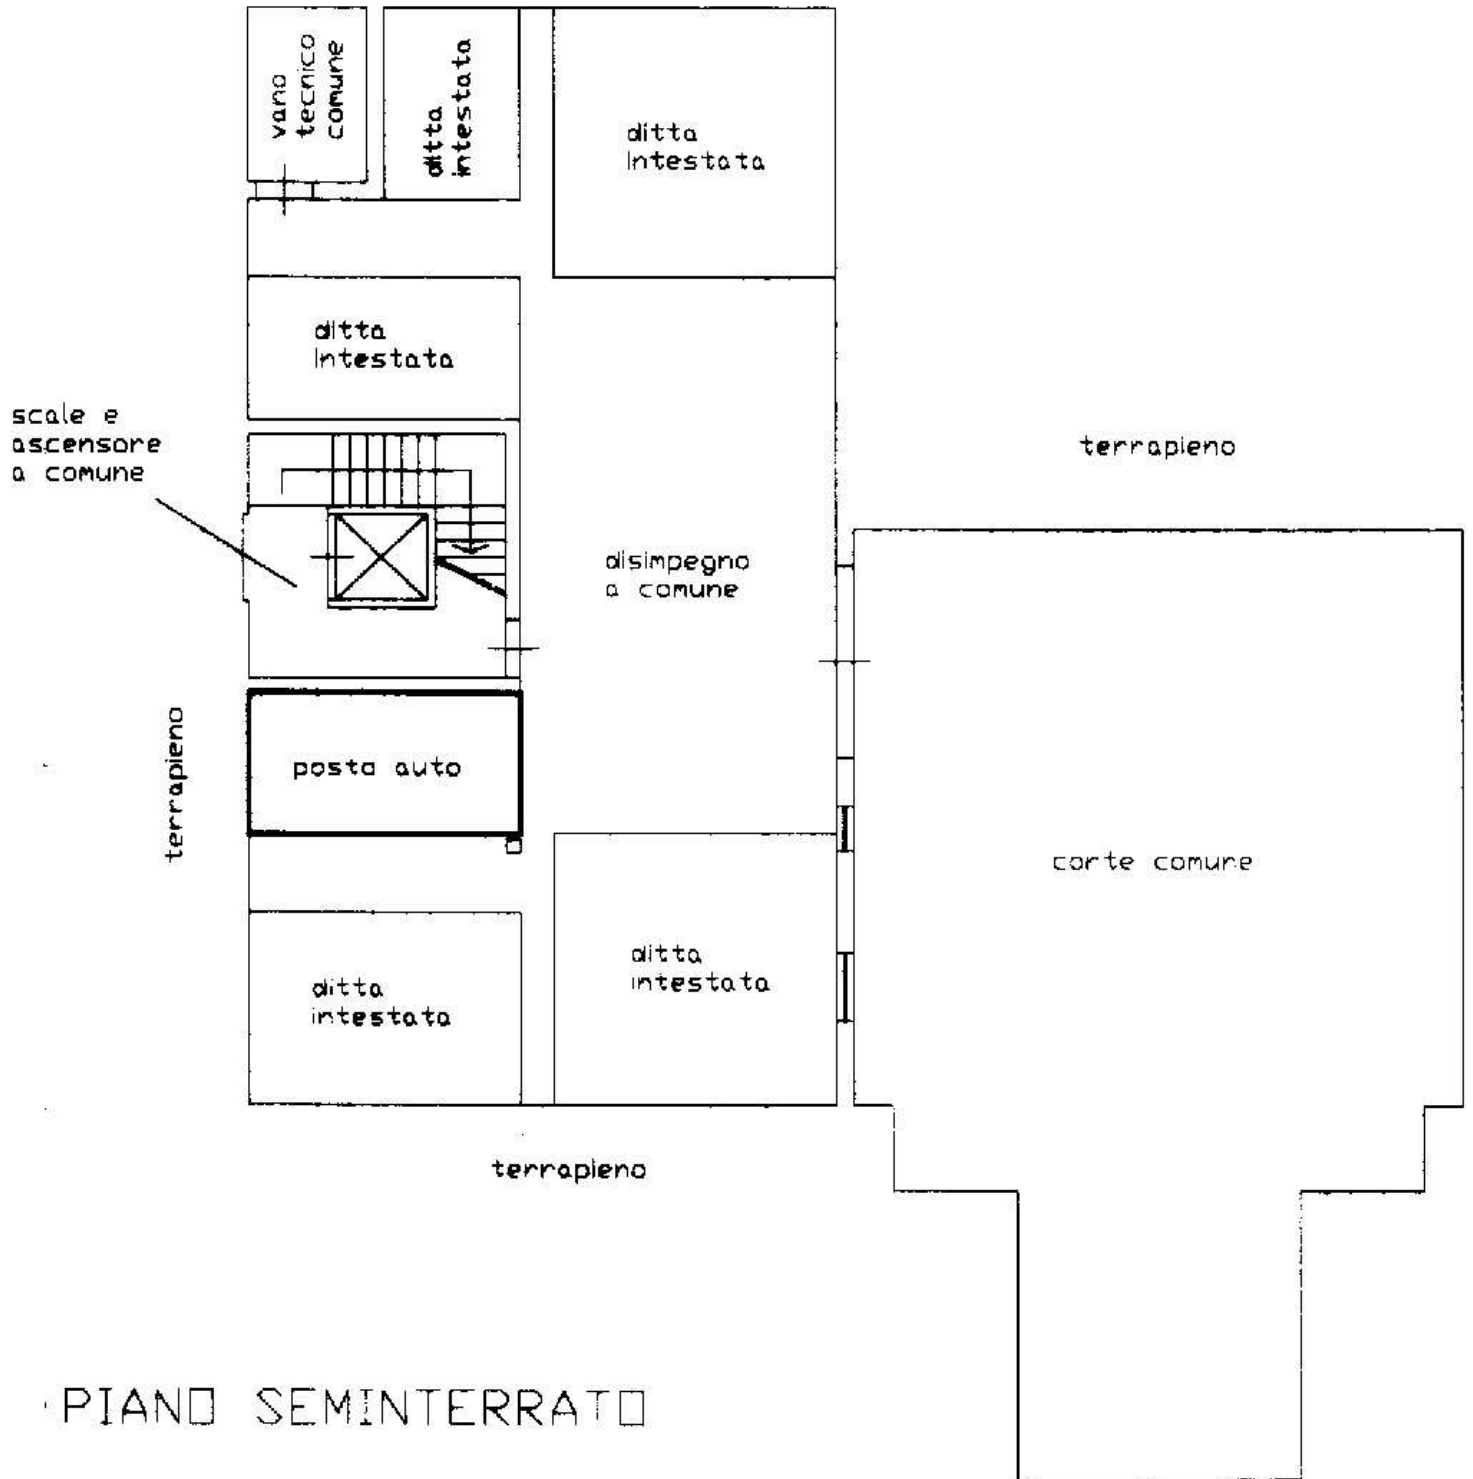 vano
tecnico
comune
ditta
intestata
ditta
intestata
ditta
intestata
scale e
ascensore
a comune
terrapieno
disimpegno
a comune
terrapieno
posto auto
corte comune
ditta
intestata
ditta
intestata
terrapieno
PIANO SEMINTERRATO